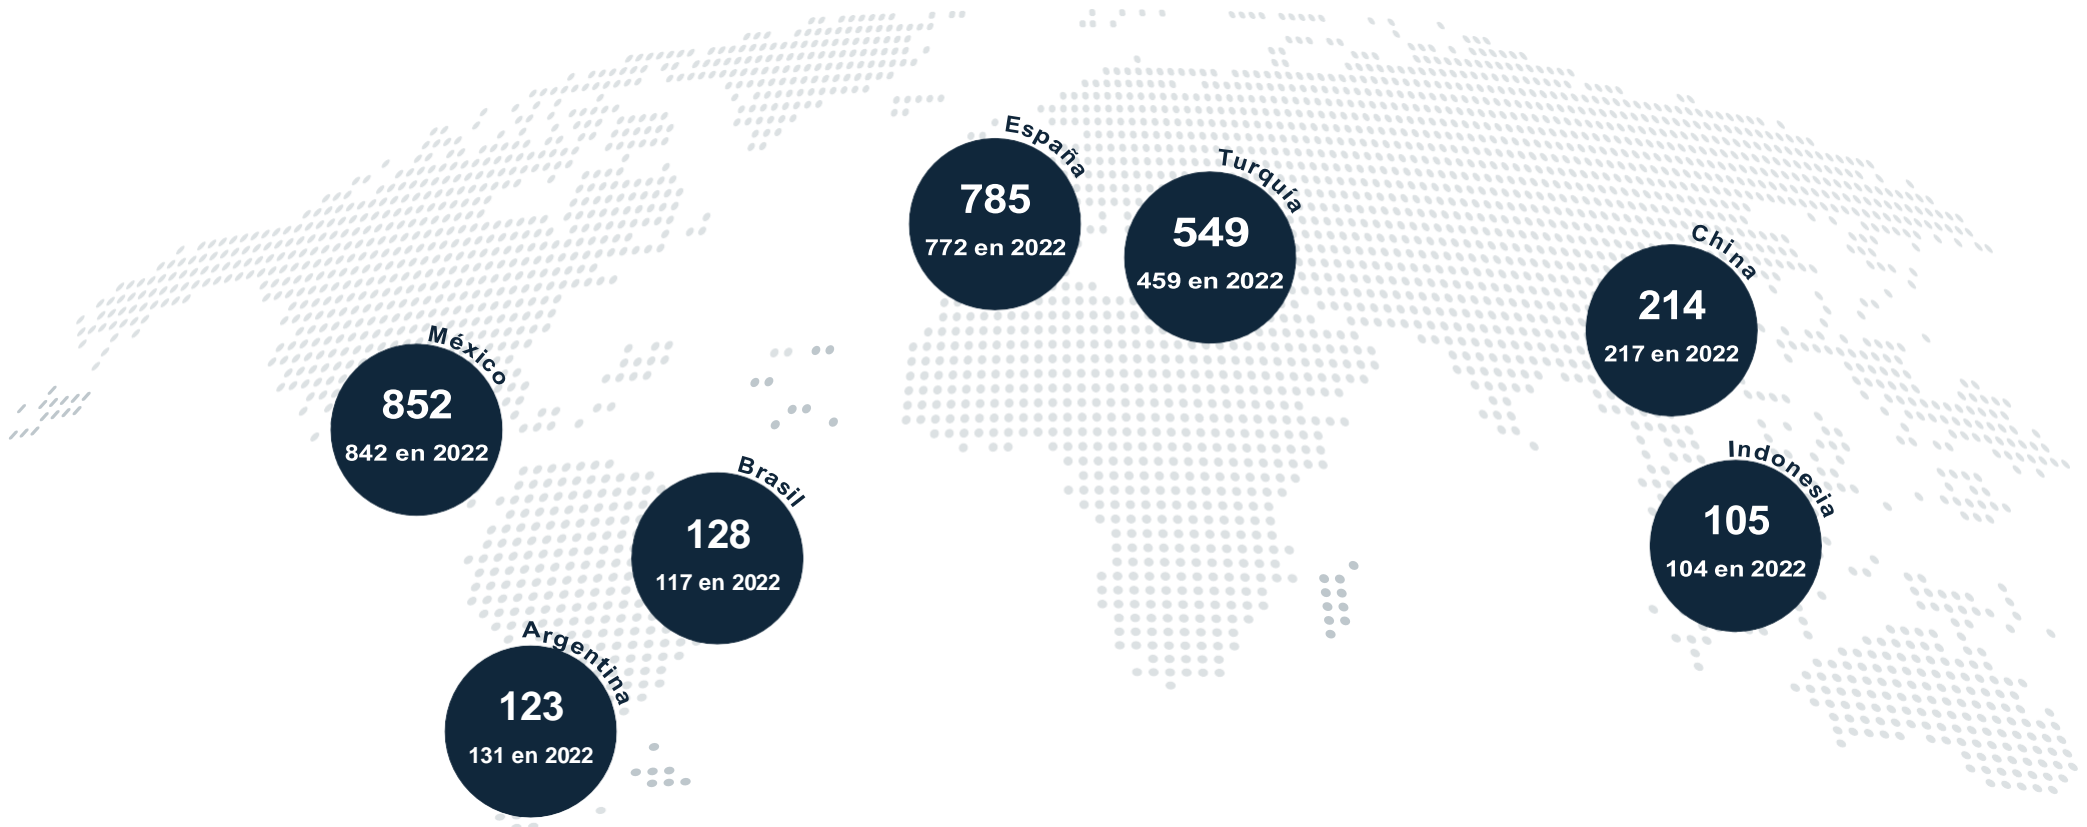 España
785
772 en 2022
Turquía
549
459 en 2022
China
214
217 en 2022
México
852
842 en 2022
Brasil
128
117 en 2022
Indonesia
105
104 en 2022
Argentina
123
131 en 2022